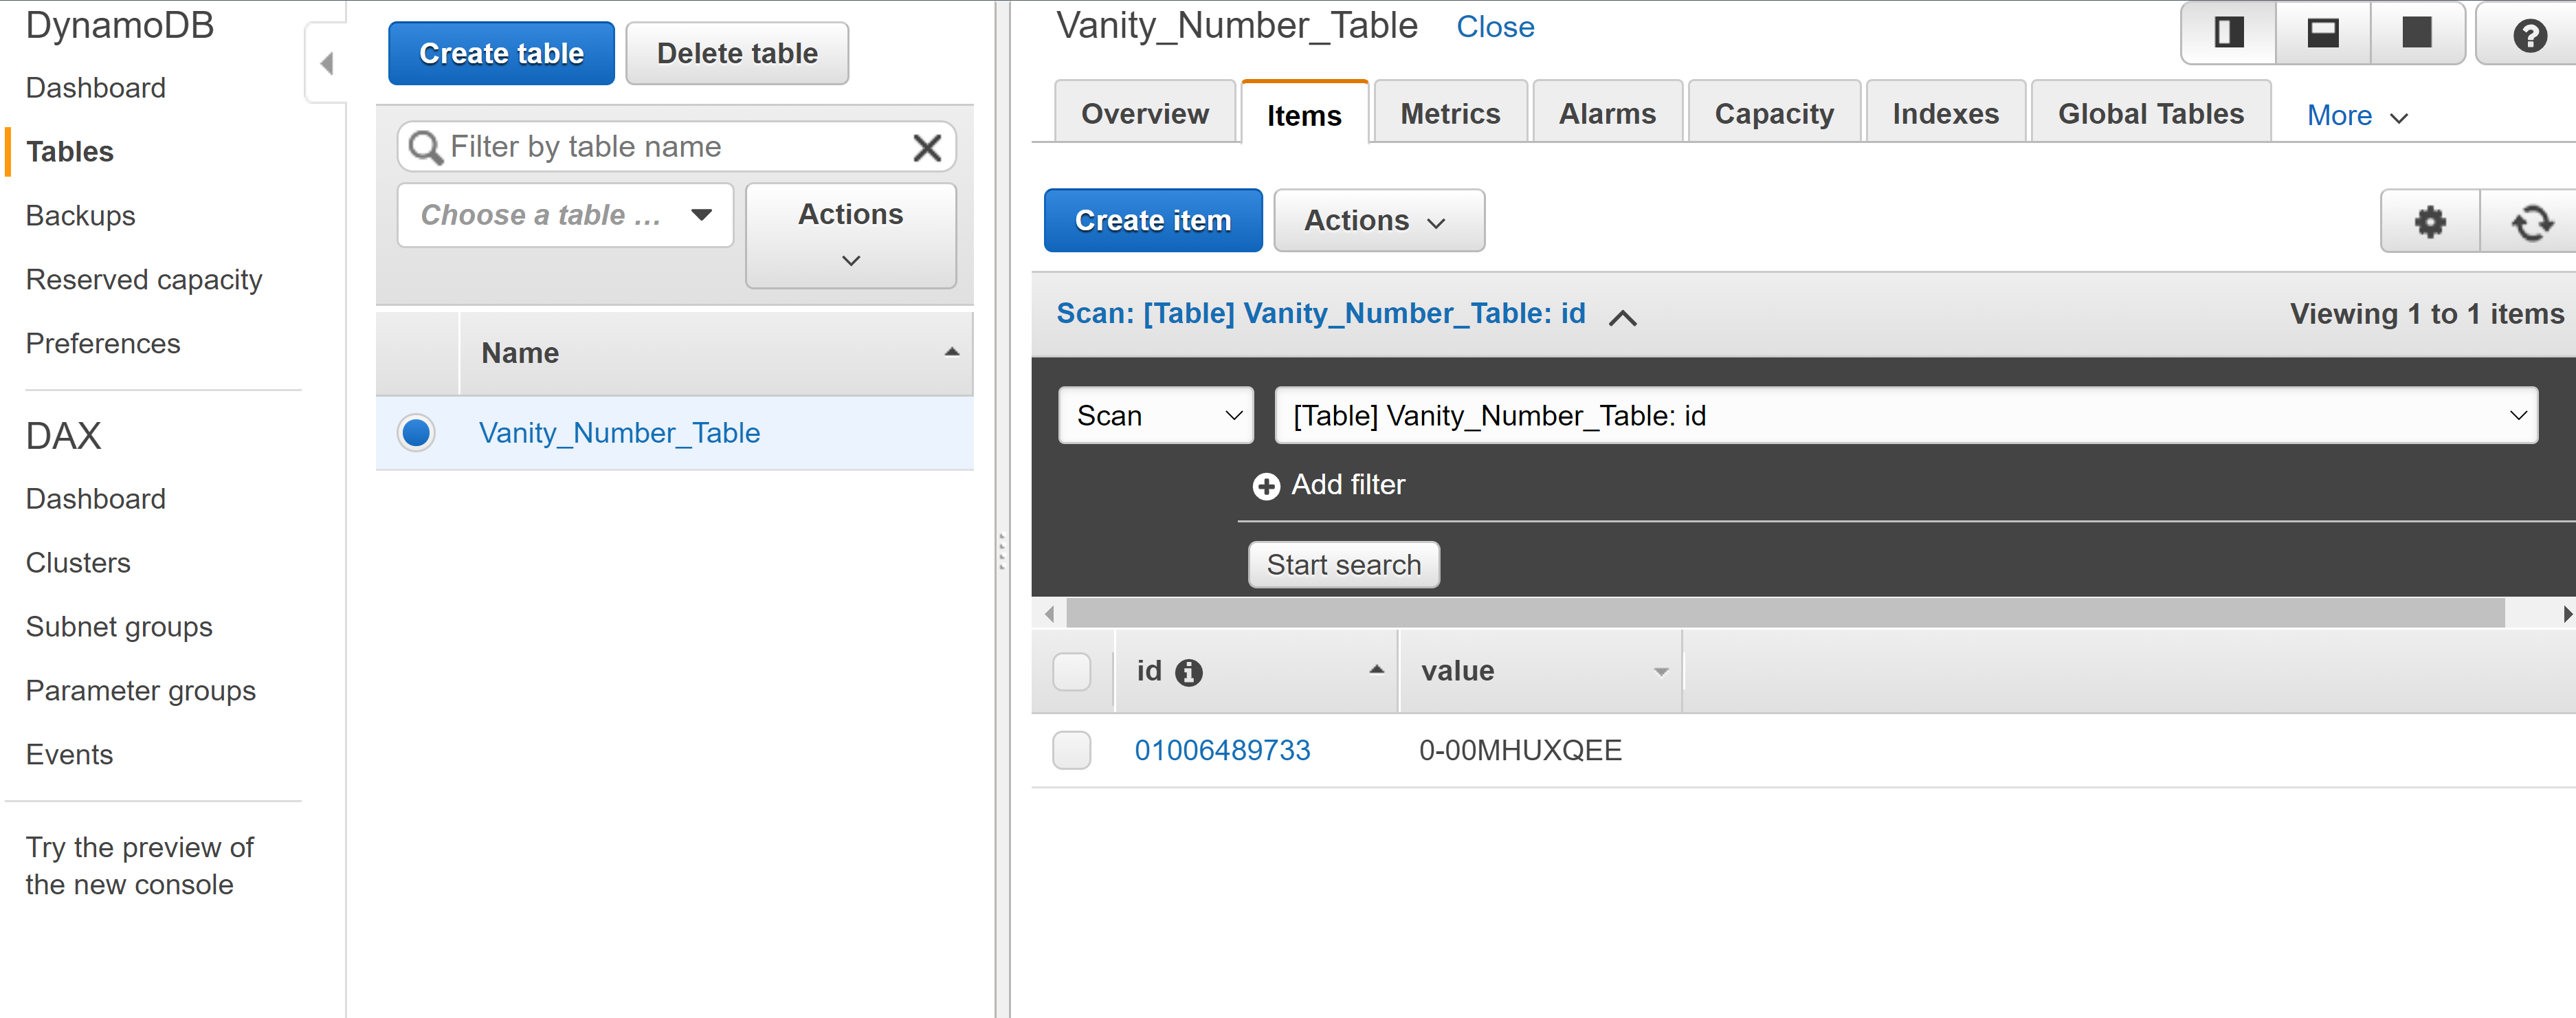 DynamoDB
Dashboard
Tables
Backups
Reserved capacity
Preferences
DAX
Dashboard
Clusters
Subnet groups
Parameter groups
Events
Try the preview of
the new console
Create table
Delete table
Filter by table name
Choose a table ...
Actions
Name
Vanity_Number_Table
Vanity_Number_Table Close
Overview
Items
Metrics
Alarms
Capacity
Indexes
Global Tables
More
Create item
Actions
Scan: [Table] Vanity_Number_Table: id
Viewing 1 to 1 items
Scan
[Table] Vanity_Number_Table: id
Add filter
Start search
id
value
01006489733
0-00MHUXQEE